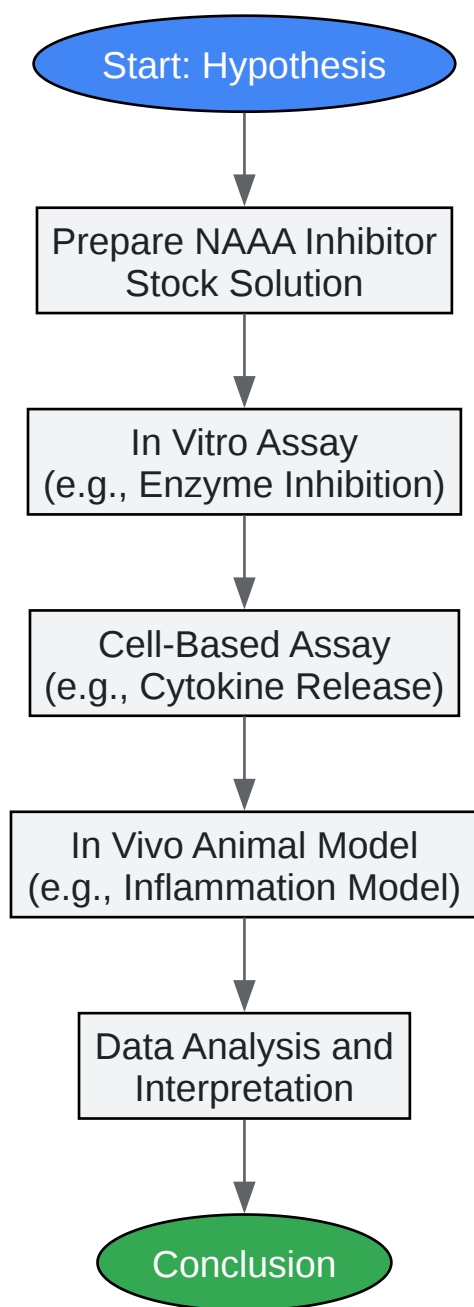 Start: Hypothesis
Prepare NAAA Inhibitor
Stock Solution
In Vitro Assay
(e.g., Enzyme Inhibition)
Cell-Based Assay
(e.g., Cytokine Release)
In Vivo Animal Model
(e.g., Inflammation Model)
Data Analysis and
Interpretation
Conclusion